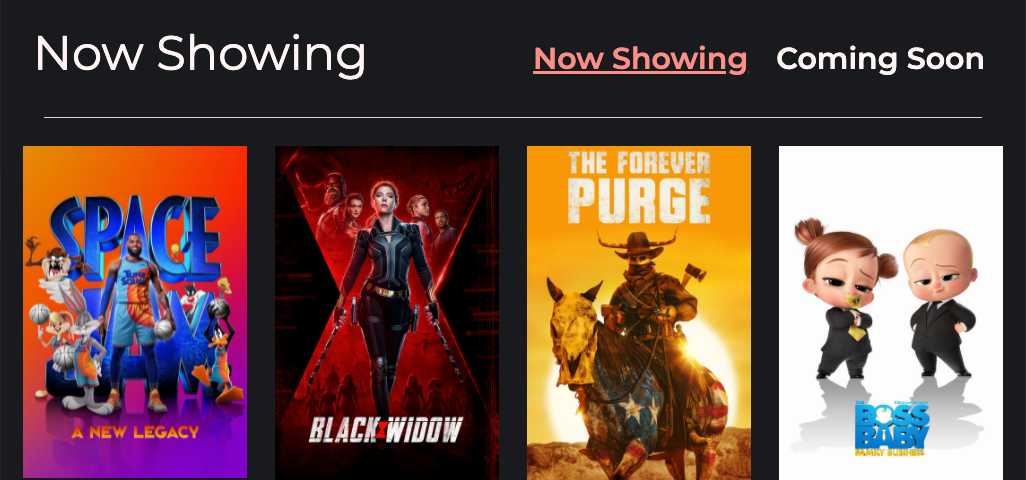 Now Showing
Now Showing
Coming Soon
SPACE
JAM
A NEW LEGACY
BLACK WIDOW
THE FOREVER
PURGE
THE
BOSS
BABY
FAMILY BUSINESS